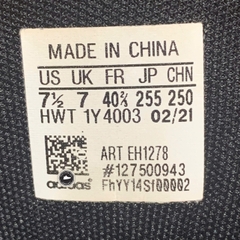 MADE IN CHINA
US UK FR JP CHN
7½ 7 40⅔ 255 250
HWT 1Y4003 02/21
ART EH1278
#127500943
adidas FhYY14Sf00002